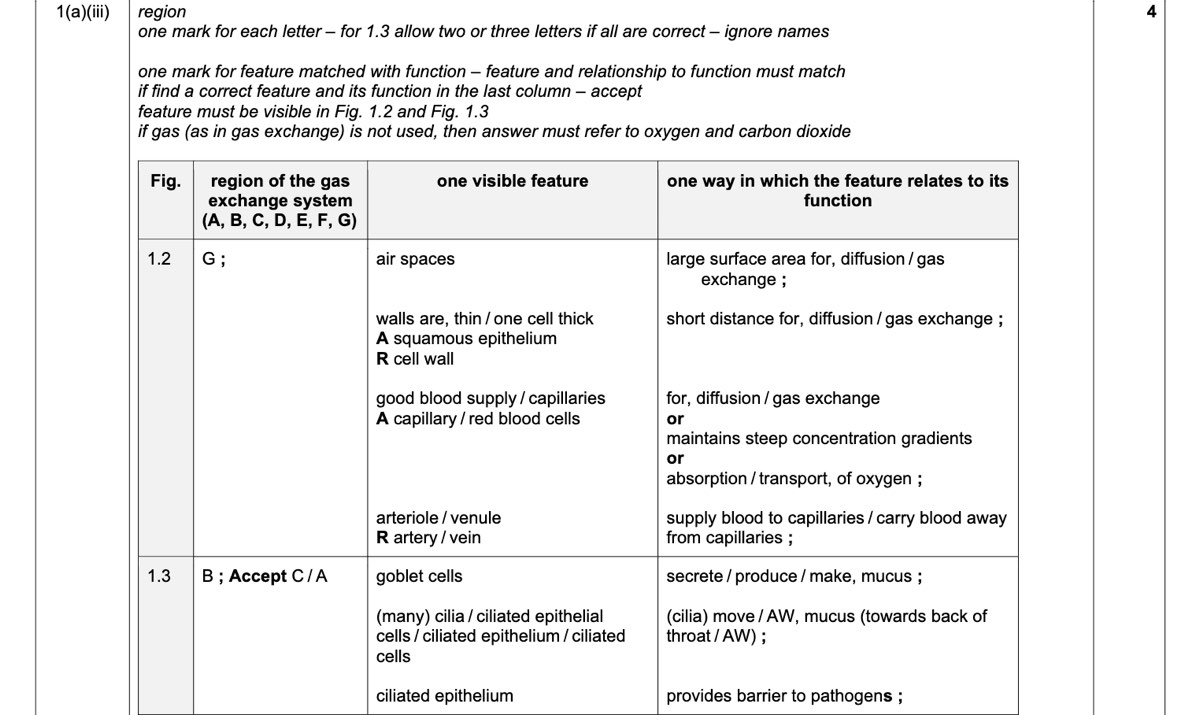 1(a)(iii)
region
4
one mark for each letter – for 1.3 allow two or three letters if all are correct – ignore names
one mark for feature matched with function – feature and relationship to function must match
if find a correct feature and its function in the last column – accept
feature must be visible in Fig. 1.2 and Fig. 1.3
if gas (as in gas exchange) is not used, then answer must refer to oxygen and carbon dioxide
Fig.
region of the gas
exchange system
(A, B, C, D, E, F, G)
one visible feature
one way in which the feature relates to its
function
1.2
G ;
air spaces
large surface area for, diffusion / gas
exchange ;
walls are, thin / one cell thick
A squamous epithelium
R cell wall
short distance for, diffusion / gas exchange ;
good blood supply / capillaries
A capillary / red blood cells
for, diffusion / gas exchange
or
maintains steep concentration gradients
or
absorption / transport, of oxygen ;
arteriole / venule
R artery / vein
supply blood to capillaries / carry blood away
from capillaries ;
1.3
B ; Accept C / A
goblet cells
secrete / produce / make, mucus ;
(many) cilia / ciliated epithelial
cells / ciliated epithelium / ciliated
cells
(cilia) move / AW, mucus (towards back of
throat / AW) ;
ciliated epithelium
provides barrier to pathogens ;